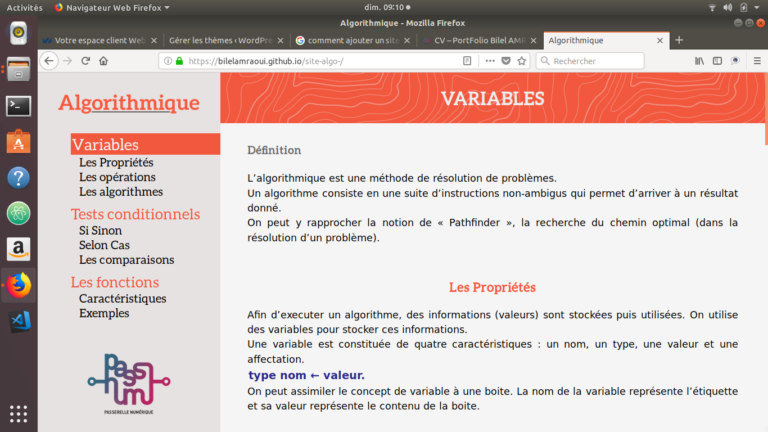 Activités Navigateur Web Firefox dim. 09:10
Algorithmique - Mozilla Firefox
Votre espace client Web Gérer les thèmes ‹ WordPre comment ajouter un site CV – PortFolio Bilel AMR Algorithmique
https://bilelamraoui.github.io/site-algo-/ Rechercher
Algorithmique
Variables
Les Propriétés
Les opérations
Les algorithmes
Tests conditionnels
Si Sinon
Selon Cas
Les comparaisons
Les fonctions
Caractéristiques
Exemples
pass
num
PASSERELLE NUMÉRIQUE
VARIABLES
Définition
L’algorithmique est une méthode de résolution de problèmes.
Un algorithme consiste en une suite d’instructions non-ambigus qui permet d’arriver à un résultat
donné.
On peut y rapprocher la notion de « Pathfinder », la recherche du chemin optimal (dans la
résolution d’un problème).
Les Propriétés
Afin d’executer un algorithme, des informations (valeurs) sont stockées puis utilisées. On utilise
des variables pour stocker ces informations.
Une variable est constituée de quatre caractéristiques : un nom, un type, une valeur et une
affectation.
type nom ← valeur.
On peut assimiler le concept de variable à une boite. La nom de la variable représente l’étiquette
et sa valeur représente le contenu de la boite.